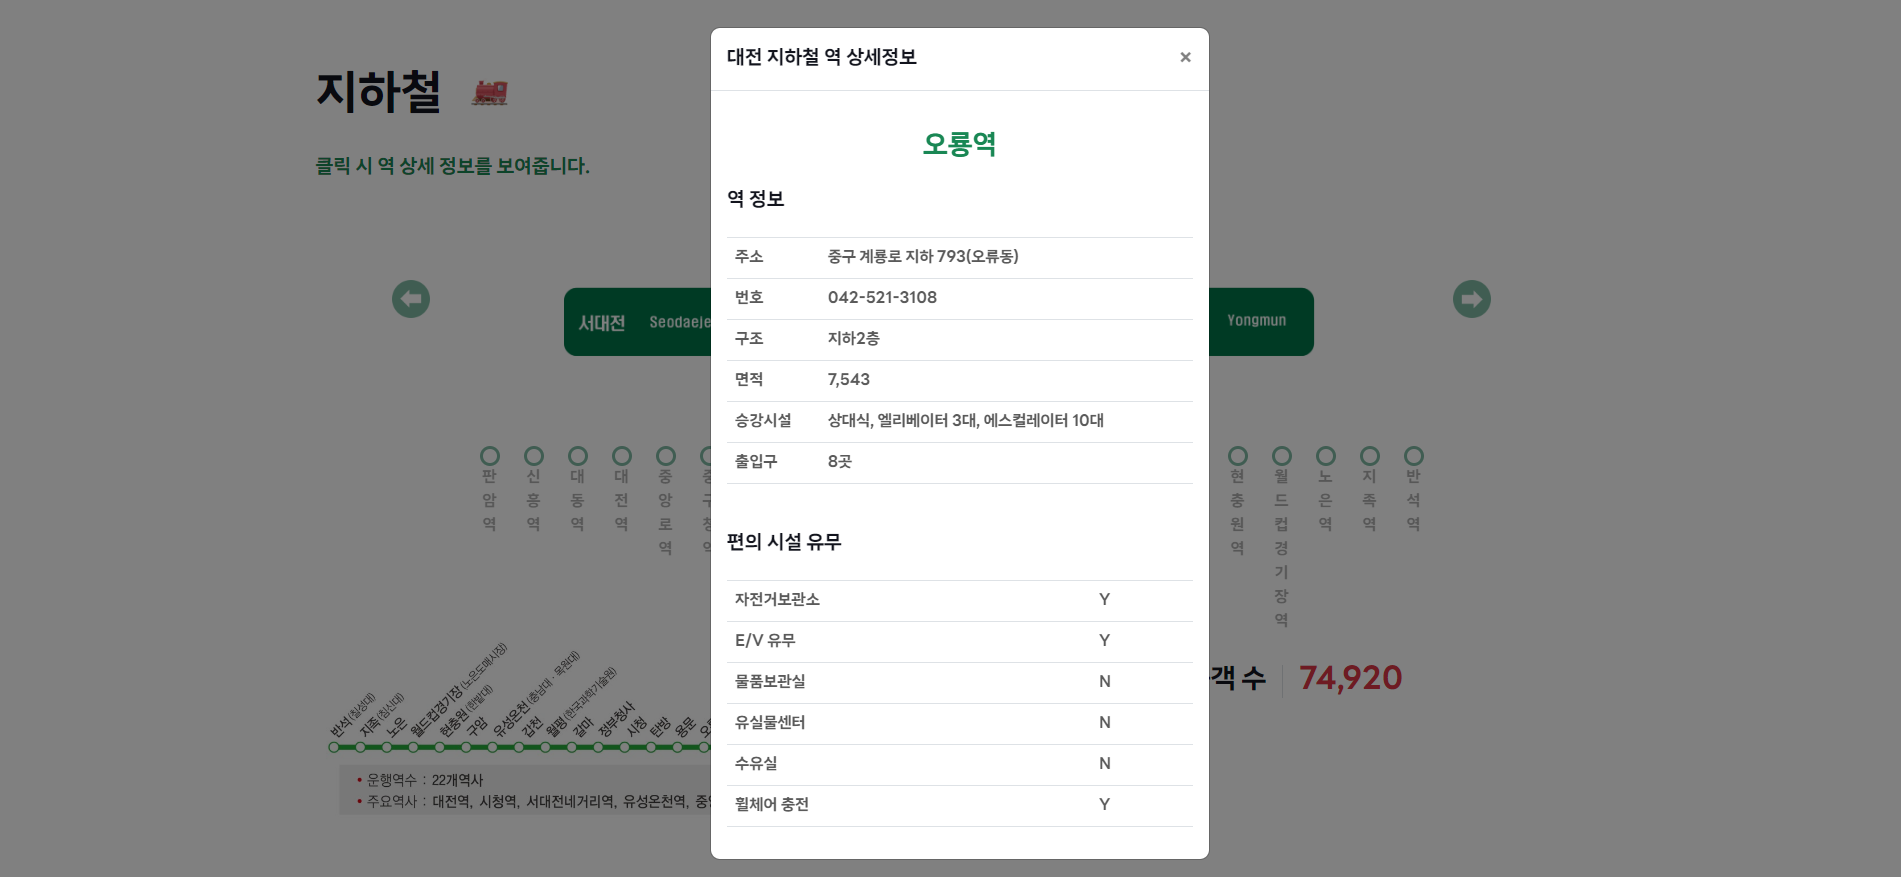 지하철
클릭 시 역 상세 정보를 보여줍니다.
서대전 Seodaeje
Yongmun
판암역
신흥역
대동역
대전역
중앙로역
현충원역
월드컵경기장역
노은역
지족역
반석역
반석 (칠성대)
지족 (침신대)
노은
월드컵경기장 (노은도매시장)
현충원 (한밭대)
구암
유성온천 (충남대·목원대)
갑천
월평 (한국과학기술원)
갈마
정부청사
시청
탄방
용문
• 운행역수 : 22개역사
• 주요역사 : 대전역, 시청역, 서대전네거리역, 유성온천역,
객 수 74,920
대전 지하철 역 상세정보 ×
오룡역
역 정보
주소 중구 계룡로 지하 793(오류동)
번호 042-521-3108
구조 지하2층
면적 7,543
승강시설 상대식, 엘리베이터 3대, 에스컬레이터 10대
출입구 8곳
편의 시설 유무
자전거보관소 Y
E/V 유무 Y
물품보관실 N
유실물센터 N
수유실 N
휠체어 충전 Y